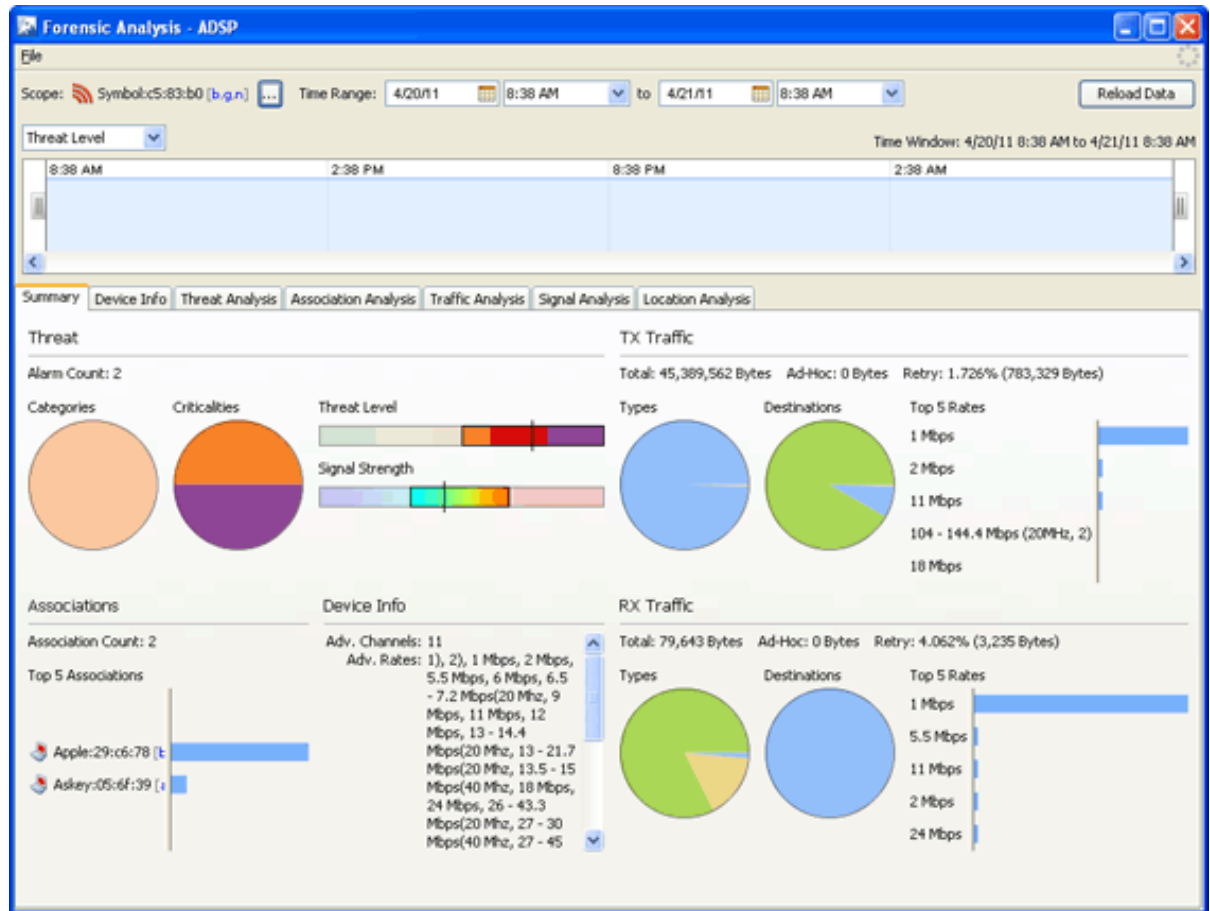 Forensic Analysis - ADSP
File
Scope: Symbol:c5:83:b0 [b,g,n] ... Time Range: 4/20/11 8:38 AM to 4/21/11 8:38 AM Reload Data
Threat Level Time Window: 4/20/11 8:38 AM to 4/21/11 8:38 AM
8:38 AM 2:38 PM 8:38 PM 2:38 AM
Summary Device Info Threat Analysis Association Analysis Traffic Analysis Signal Analysis Location Analysis
Threat
Alarm Count: 2
Categories Criticalities Threat Level
Signal Strength
TX Traffic
Total: 45,389,562 Bytes Ad-Hoc: 0 Bytes Retry: 1.726% (783,329 Bytes)
Types Destinations Top 5 Rates
1 Mbps
2 Mbps
11 Mbps
104 - 144.4 Mbps (20MHz, 2)
18 Mbps
Associations
Association Count: 2
Top 5 Associations
Apple:29:c6:78 [b
Askey:05:6f:39 [a
Device Info
Adv. Channels: 11
Adv. Rates: 1), 2), 1 Mbps, 2 Mbps,
5.5 Mbps, 6 Mbps, 6.5
- 7.2 Mbps(20 Mhz, 9
Mbps, 11 Mbps, 12
Mbps, 13 - 14.4
Mbps(20 Mhz, 13 - 21.7
Mbps(20 Mhz, 13.5 - 15
Mbps(40 Mhz, 18 Mbps,
24 Mbps, 26 - 43.3
Mbps(20 Mhz, 27 - 30
Mbps(40 Mhz, 27 - 45
RX Traffic
Total: 79,643 Bytes Ad-Hoc: 0 Bytes Retry: 4.062% (3,235 Bytes)
Types Destinations Top 5 Rates
1 Mbps
5.5 Mbps
11 Mbps
2 Mbps
24 Mbps